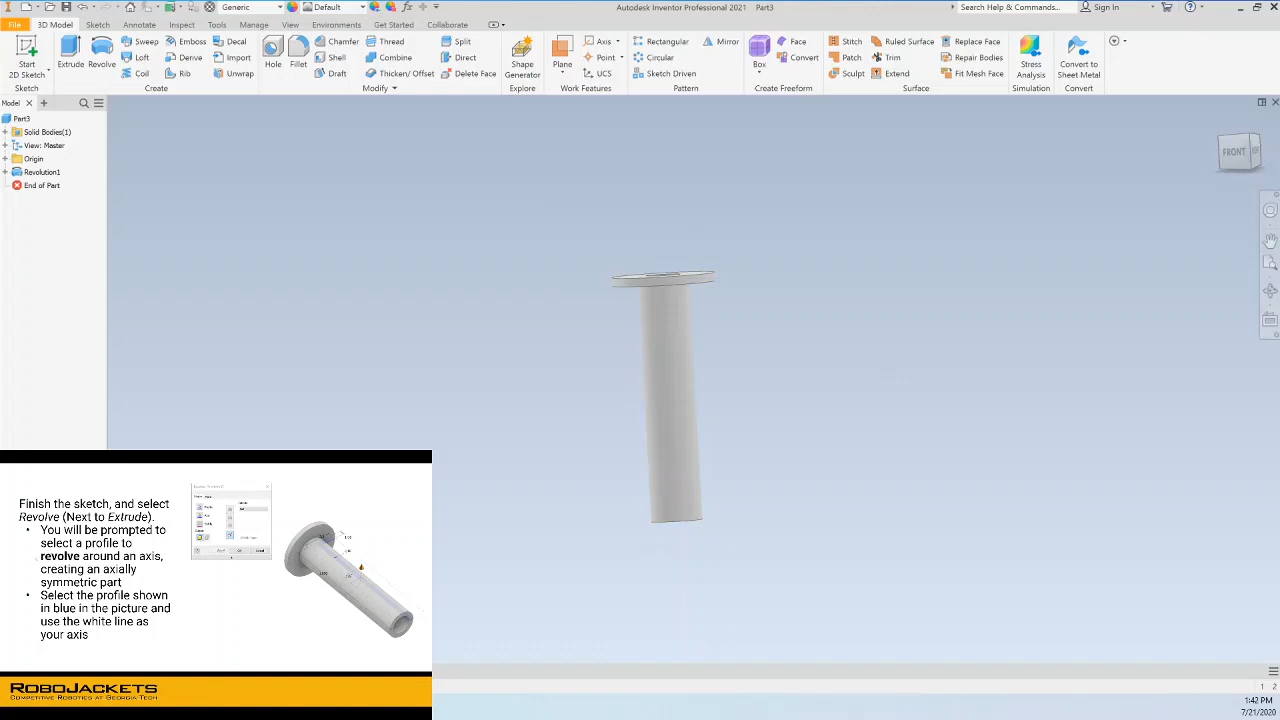 Generic
Default
Autodesk Inventor Professional 2021 Part3
Search Help & Commands...
Sign In
File
3D Model
Sketch
Annotate
Inspect
Tools
Manage
View
Environments
Get Started
Collaborate
Start
2D Sketch
Sketch
Extrude
Revolve
Sweep
Emboss
Decal
Loft
Derive
Import
Coil
Rib
Unwrap
Create
Hole
Fillet
Chamfer
Thread
Split
Shell
Combine
Direct
Draft
Thicken/ Offset
Delete Face
Modify
Shape
Generator
Explore
Plane
Axis
Point
UCS
Work Features
Rectangular
Mirror
Circular
Sketch Driven
Pattern
Box
Face
Convert
Create Freeform
Stitch
Ruled Surface
Replace Face
Patch
Trim
Repair Bodies
Sculpt
Extend
Fit Mesh Face
Surface
Stress
Analysis
Simulation
Convert to
Sheet Metal
Convert
Model
Part3
Solid Bodies(1)
View: Master
Origin
Revolution1
End of Part
FRONT
Finish the sketch, and select
Revolve (Next to Extrude).
• You will be prompted to
select a profile to
revolve around an axis,
creating an axially
symmetric part
• Select the profile shown
in blue in the picture and
use the white line as
your axis
ROBOJACKETS
COMPETITIVE ROBOTICS AT GEORGIA TECH
1 2
1:42 PM
7/21/2020